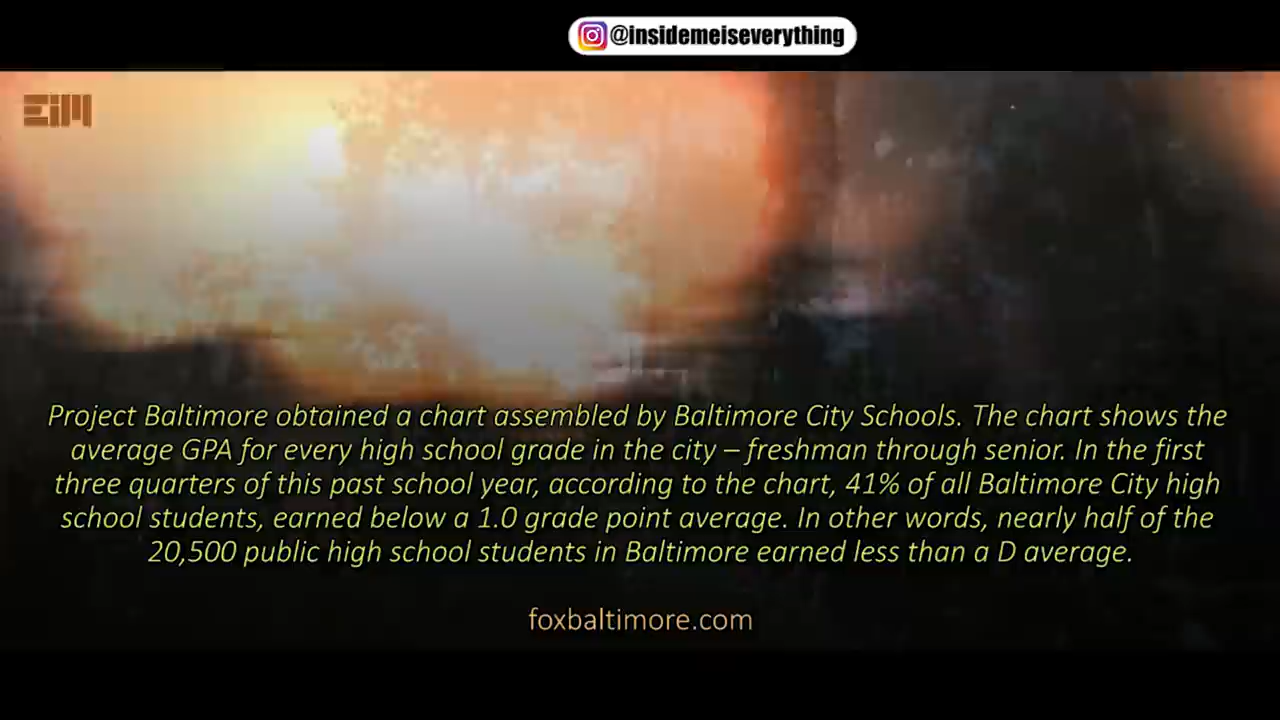 @insidemeiseverything
EiM
Project Baltimore obtained a chart assembled by Baltimore City Schools. The chart shows the
average GPA for every high school grade in the city – freshman through senior. In the first
three quarters of this past school year, according to the chart, 41% of all Baltimore City high
school students, earned below a 1.0 grade point average. In other words, nearly half of the
20,500 public high school students in Baltimore earned less than a D average.
foxbaltimore.com